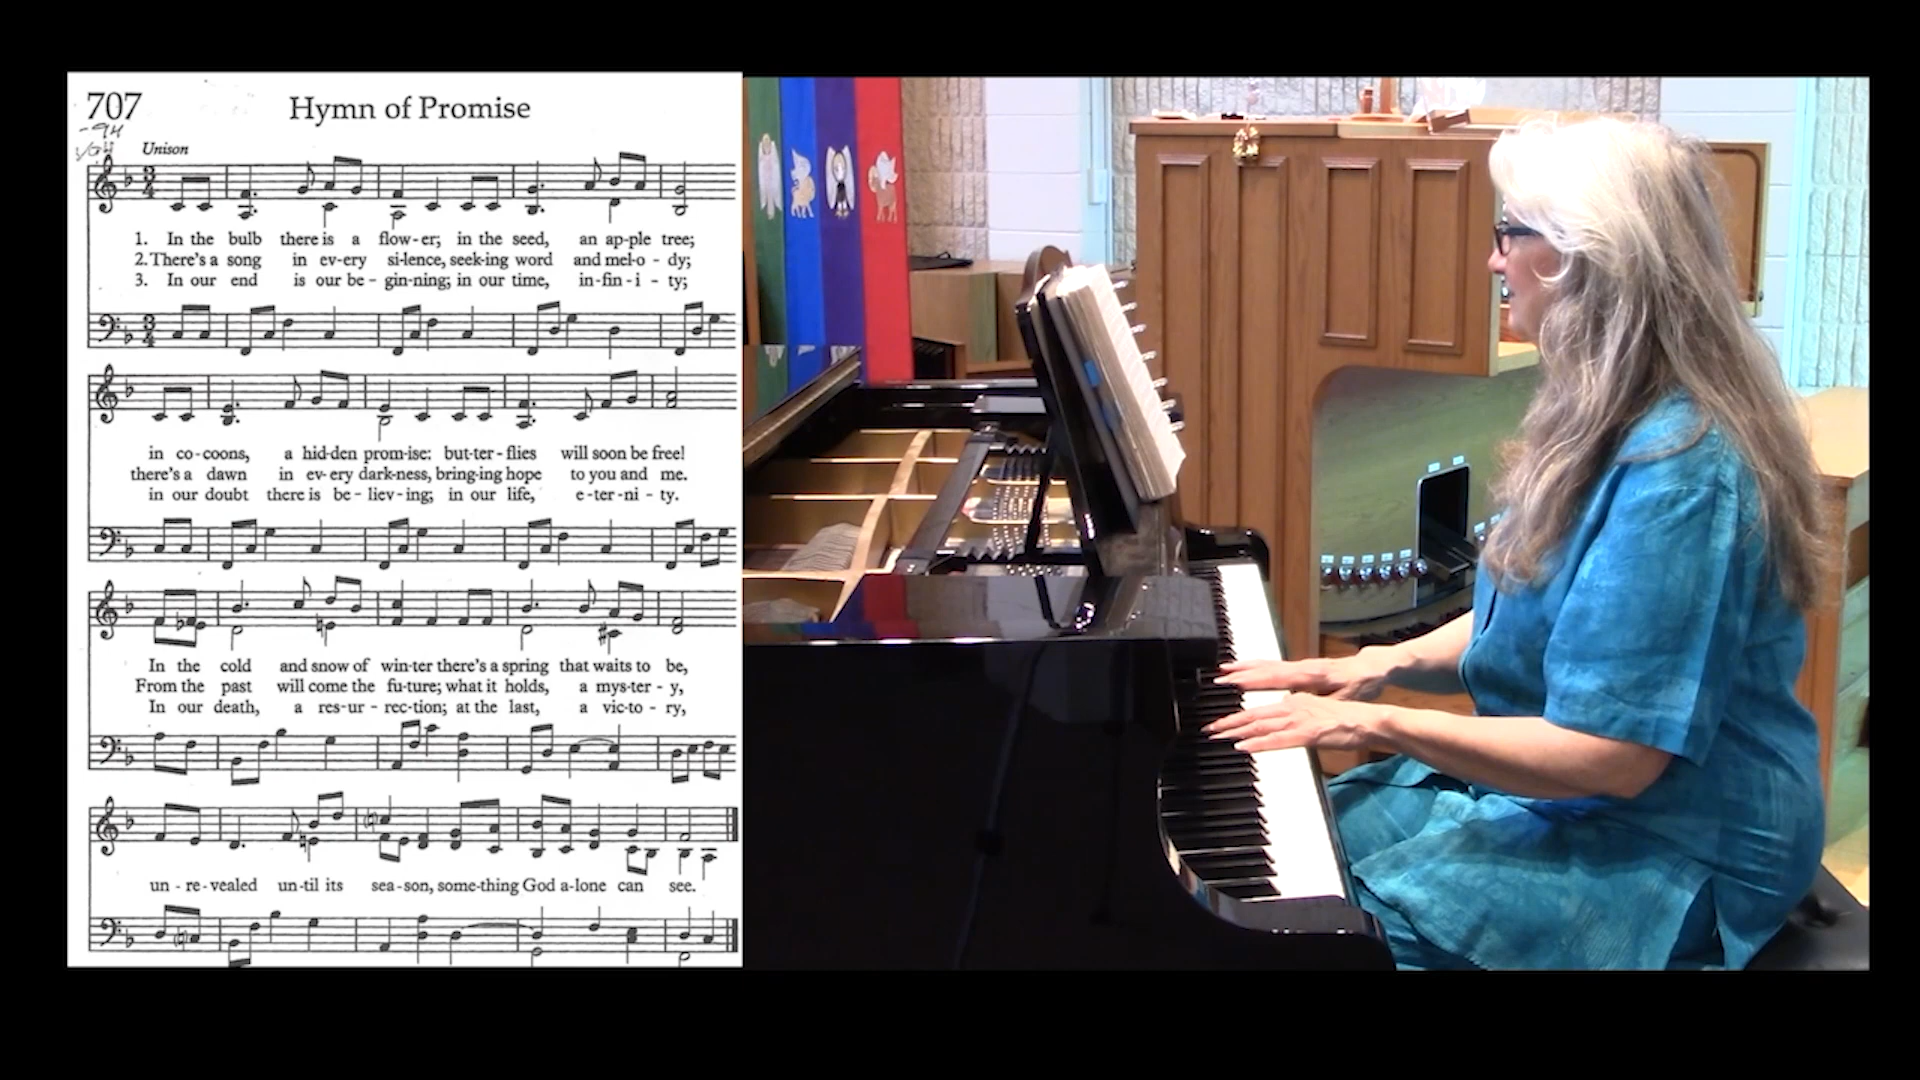 707
Hymn of Promise
-94
Unison
1. In the bulb there is a flow-er; in the seed, an ap-ple tree;
2. There's a song in ev-ery si-lence, seek-ing word and mel-o - dy;
3. In our end is our be - gin-ning; in our time, in-fin - i - ty;
in co-coons, a hid-den prom-ise: but-ter-flies will soon be free!
there's a dawn in ev-ery dark-ness, bring-ing hope to you and me.
in our doubt there is be - liev-ing; in our life, e-ter-ni - ty.
In the cold and snow of win-ter there's a spring that waits to be,
From the past will come the fu-ture; what it holds, a mys-ter - y,
In our death, a res-ur - rec-tion; at the last, a vic-to - ry,
un - re - vealed un-til its sea-son, some-thing God a-lone can see.